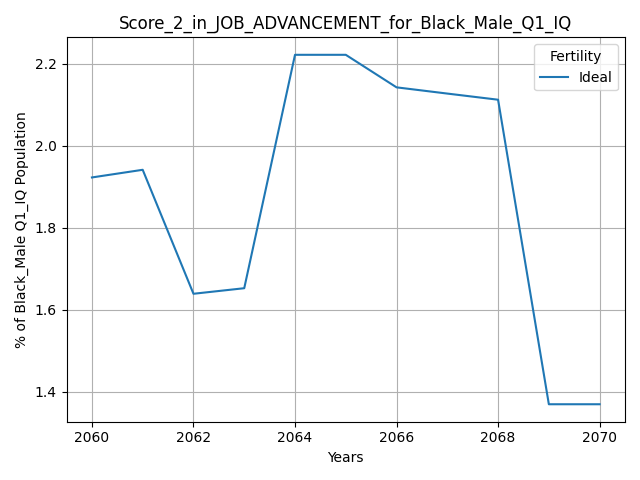 Score_2_in_JOB_ADVANCEMENT_for_Black_Male_Q1_IQ
Fertility
Ideal
% of Black_Male Q1_IQ Population
2.2
2.0
1.8
1.6
1.4
2060 2062 2064 2066 2068 2070
Years